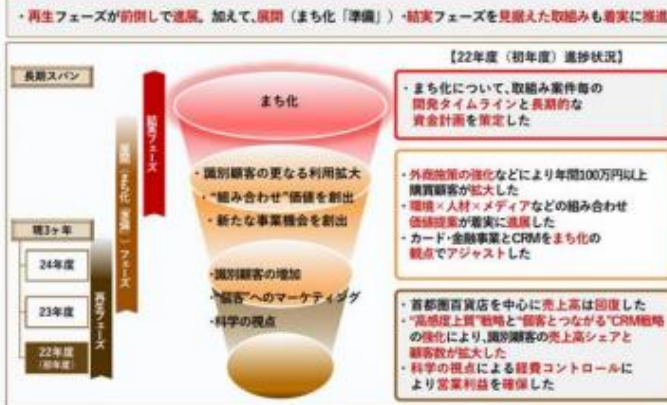 ・再生フェーズが前倒しで進展。加えて、展開（まち化「準備」）・結実フェーズを見据えた取組みも着実に推進
【22年度（初年度）進捗状況】
長期スパン
結実フェーズ
まち化
・まち化について、取組み案件毎の
開発タイムラインと長期的な
資金計画を策定した
展開（まち化「準備」）フェーズ
・識別顧客の更なる利用拡大
・“組み合わせ”価値を創出
・新たな事業機会を創出
・外商施策の強化などにより年間100万円以上
購買顧客が拡大した
・環境×人材×メディアなどの組み合わせ
価値提案が着実に進展した
・カード・金融事業とCRMをまち化の
観点でアジャストした
現3ヶ年
24年度
23年度
22年度
（初年度）
再生フェーズ
・識別顧客の増加
・“個客”へのマーケティング
・科学の視点
・首都圏百貨店を中心に売上高は回復した
・“高感度上質”戦略と“個客とつながる”CRM戦略
の強化により、識別顧客の売上高シェアと
顧客数が拡大した
・科学の視点による経費コントロールに
より営業利益を確保した